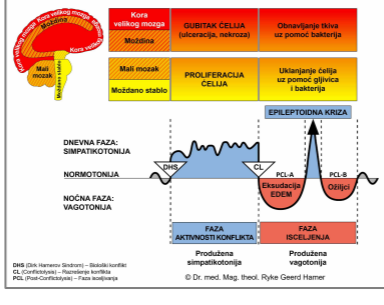 Kora velikog mozga Kora velikog mozga
Moždina
Kora velikog mozga
Mali
mozak
Moždano stablo
Kora
velikog mozga
Moždina
GUBITAK ĆELIJA
(ulceracija, nekroza)
Obnavljanje tkiva
uz pomoć bakterija
Mali mozak
Moždano stablo
PROLIFERACIJA
ĆELIJA
Uklanjanje ćelija
uz pomoć gljivica
i bakterija
EPILEPTOIDNA KRIZA
DNEVNA FAZA:
SIMPATIKOTONIJA
DHS
CL
PCL-A
PCL-B
NORMOTONIJA
Eksudacija
EDEM
Ožiljci
NOĆNA FAZA:
VAGOTONIJA
FAZA
AKTIVNOSTI KONFLIKTA
FAZA
ISCELJENJA
Produžena
simpatikotonija
Produžena
vagotonija
DHS (Dirk Hamerov Sindrom) – Biološki konflikt
CL (Conflictolysis) – Razrešenje konflikta
PCL (Post-Conflictolysis) – Faza isceljivanja
© Dr. med. Mag. theol. Ryke Geerd Hamer